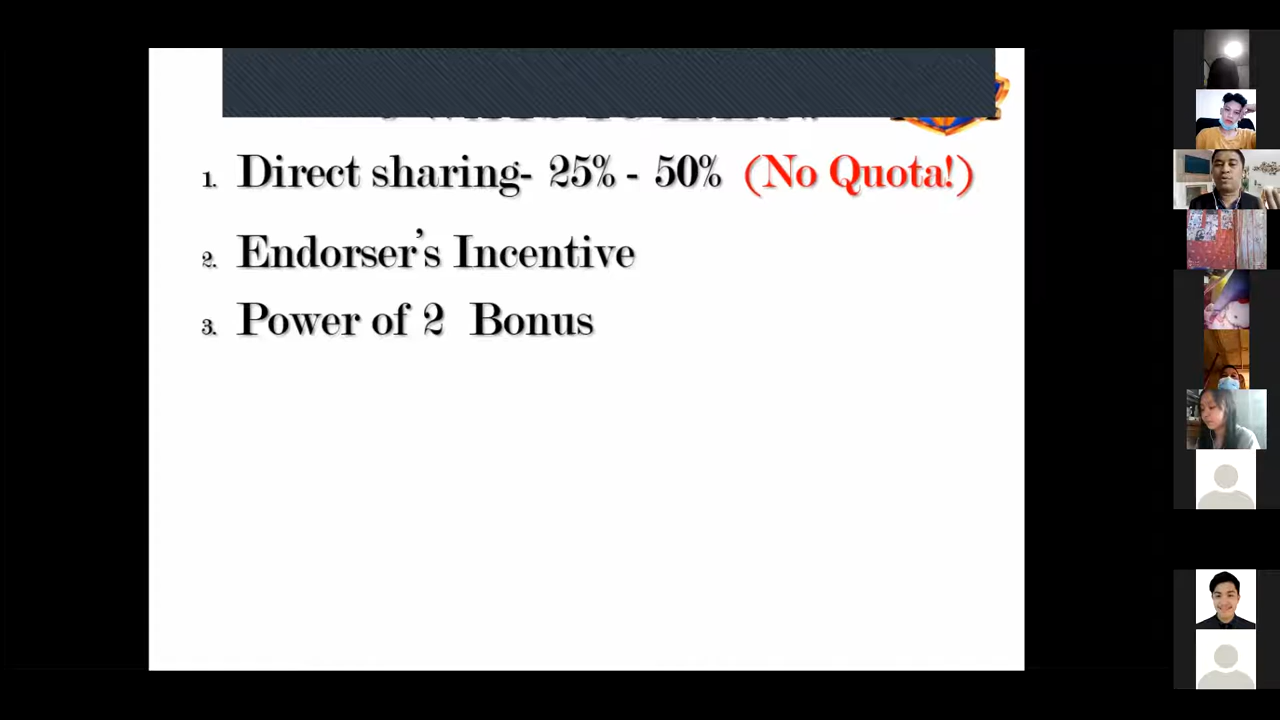 1. Direct sharing- 25% - 50% (No Quota!)
2. Endorser's Incentive
3. Power of 2 Bonus